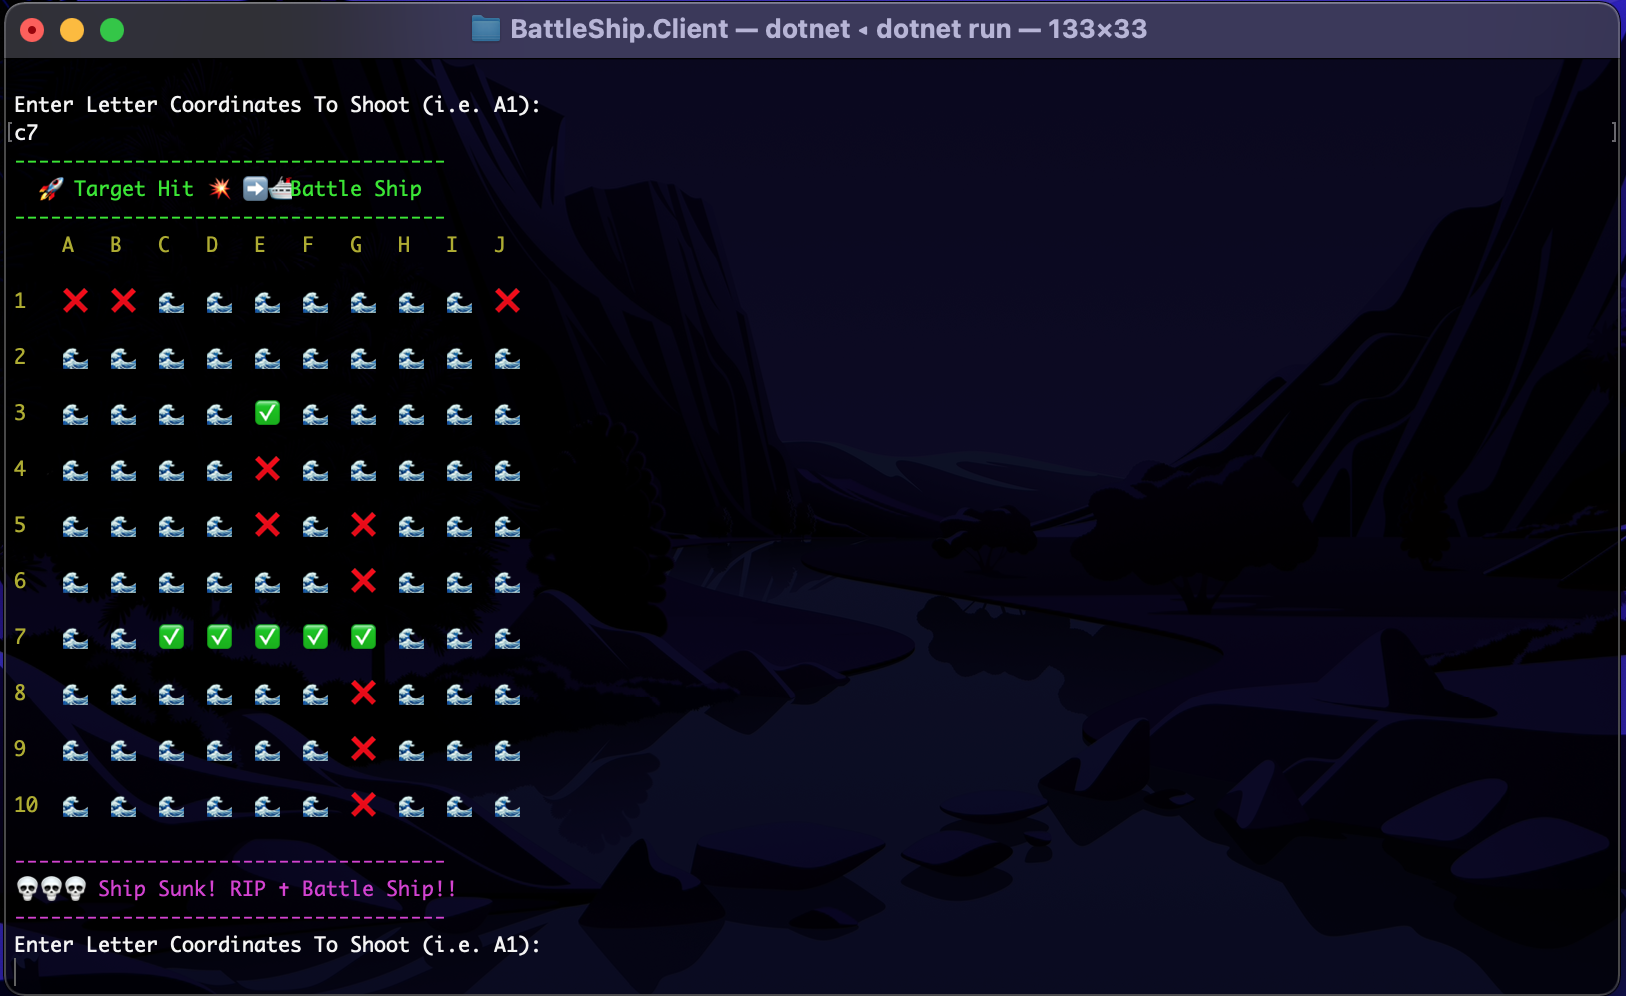 BattleShip.Client — dotnet ◂ dotnet run — 133×33
Enter Letter Coordinates To Shoot (i.e. A1):
[c7 ]
------------------------------------
🚀 Target Hit 💥 ➡️🚢Battle Ship
------------------------------------
A B C D E F G H I J
1 ❌ ❌ 🌊 🌊 🌊 🌊 🌊 🌊 🌊 ❌
2 🌊 🌊 🌊 🌊 🌊 🌊 🌊 🌊 🌊 🌊
3 🌊 🌊 🌊 🌊 ✅ 🌊 🌊 🌊 🌊 🌊
4 🌊 🌊 🌊 🌊 ❌ 🌊 🌊 🌊 🌊 🌊
5 🌊 🌊 🌊 🌊 ❌ 🌊 ❌ 🌊 🌊 🌊
6 🌊 🌊 🌊 🌊 🌊 🌊 ❌ 🌊 🌊 🌊
7 🌊 🌊 ✅ ✅ ✅ ✅ ✅ 🌊 🌊 🌊
8 🌊 🌊 🌊 🌊 🌊 🌊 ❌ 🌊 🌊 🌊
9 🌊 🌊 🌊 🌊 🌊 🌊 ❌ 🌊 🌊 🌊
10 🌊 🌊 🌊 🌊 🌊 🌊 ❌ 🌊 🌊 🌊
------------------------------------
💀💀💀 Ship Sunk! RIP ✝ Battle Ship!!
------------------------------------
Enter Letter Coordinates To Shoot (i.e. A1):